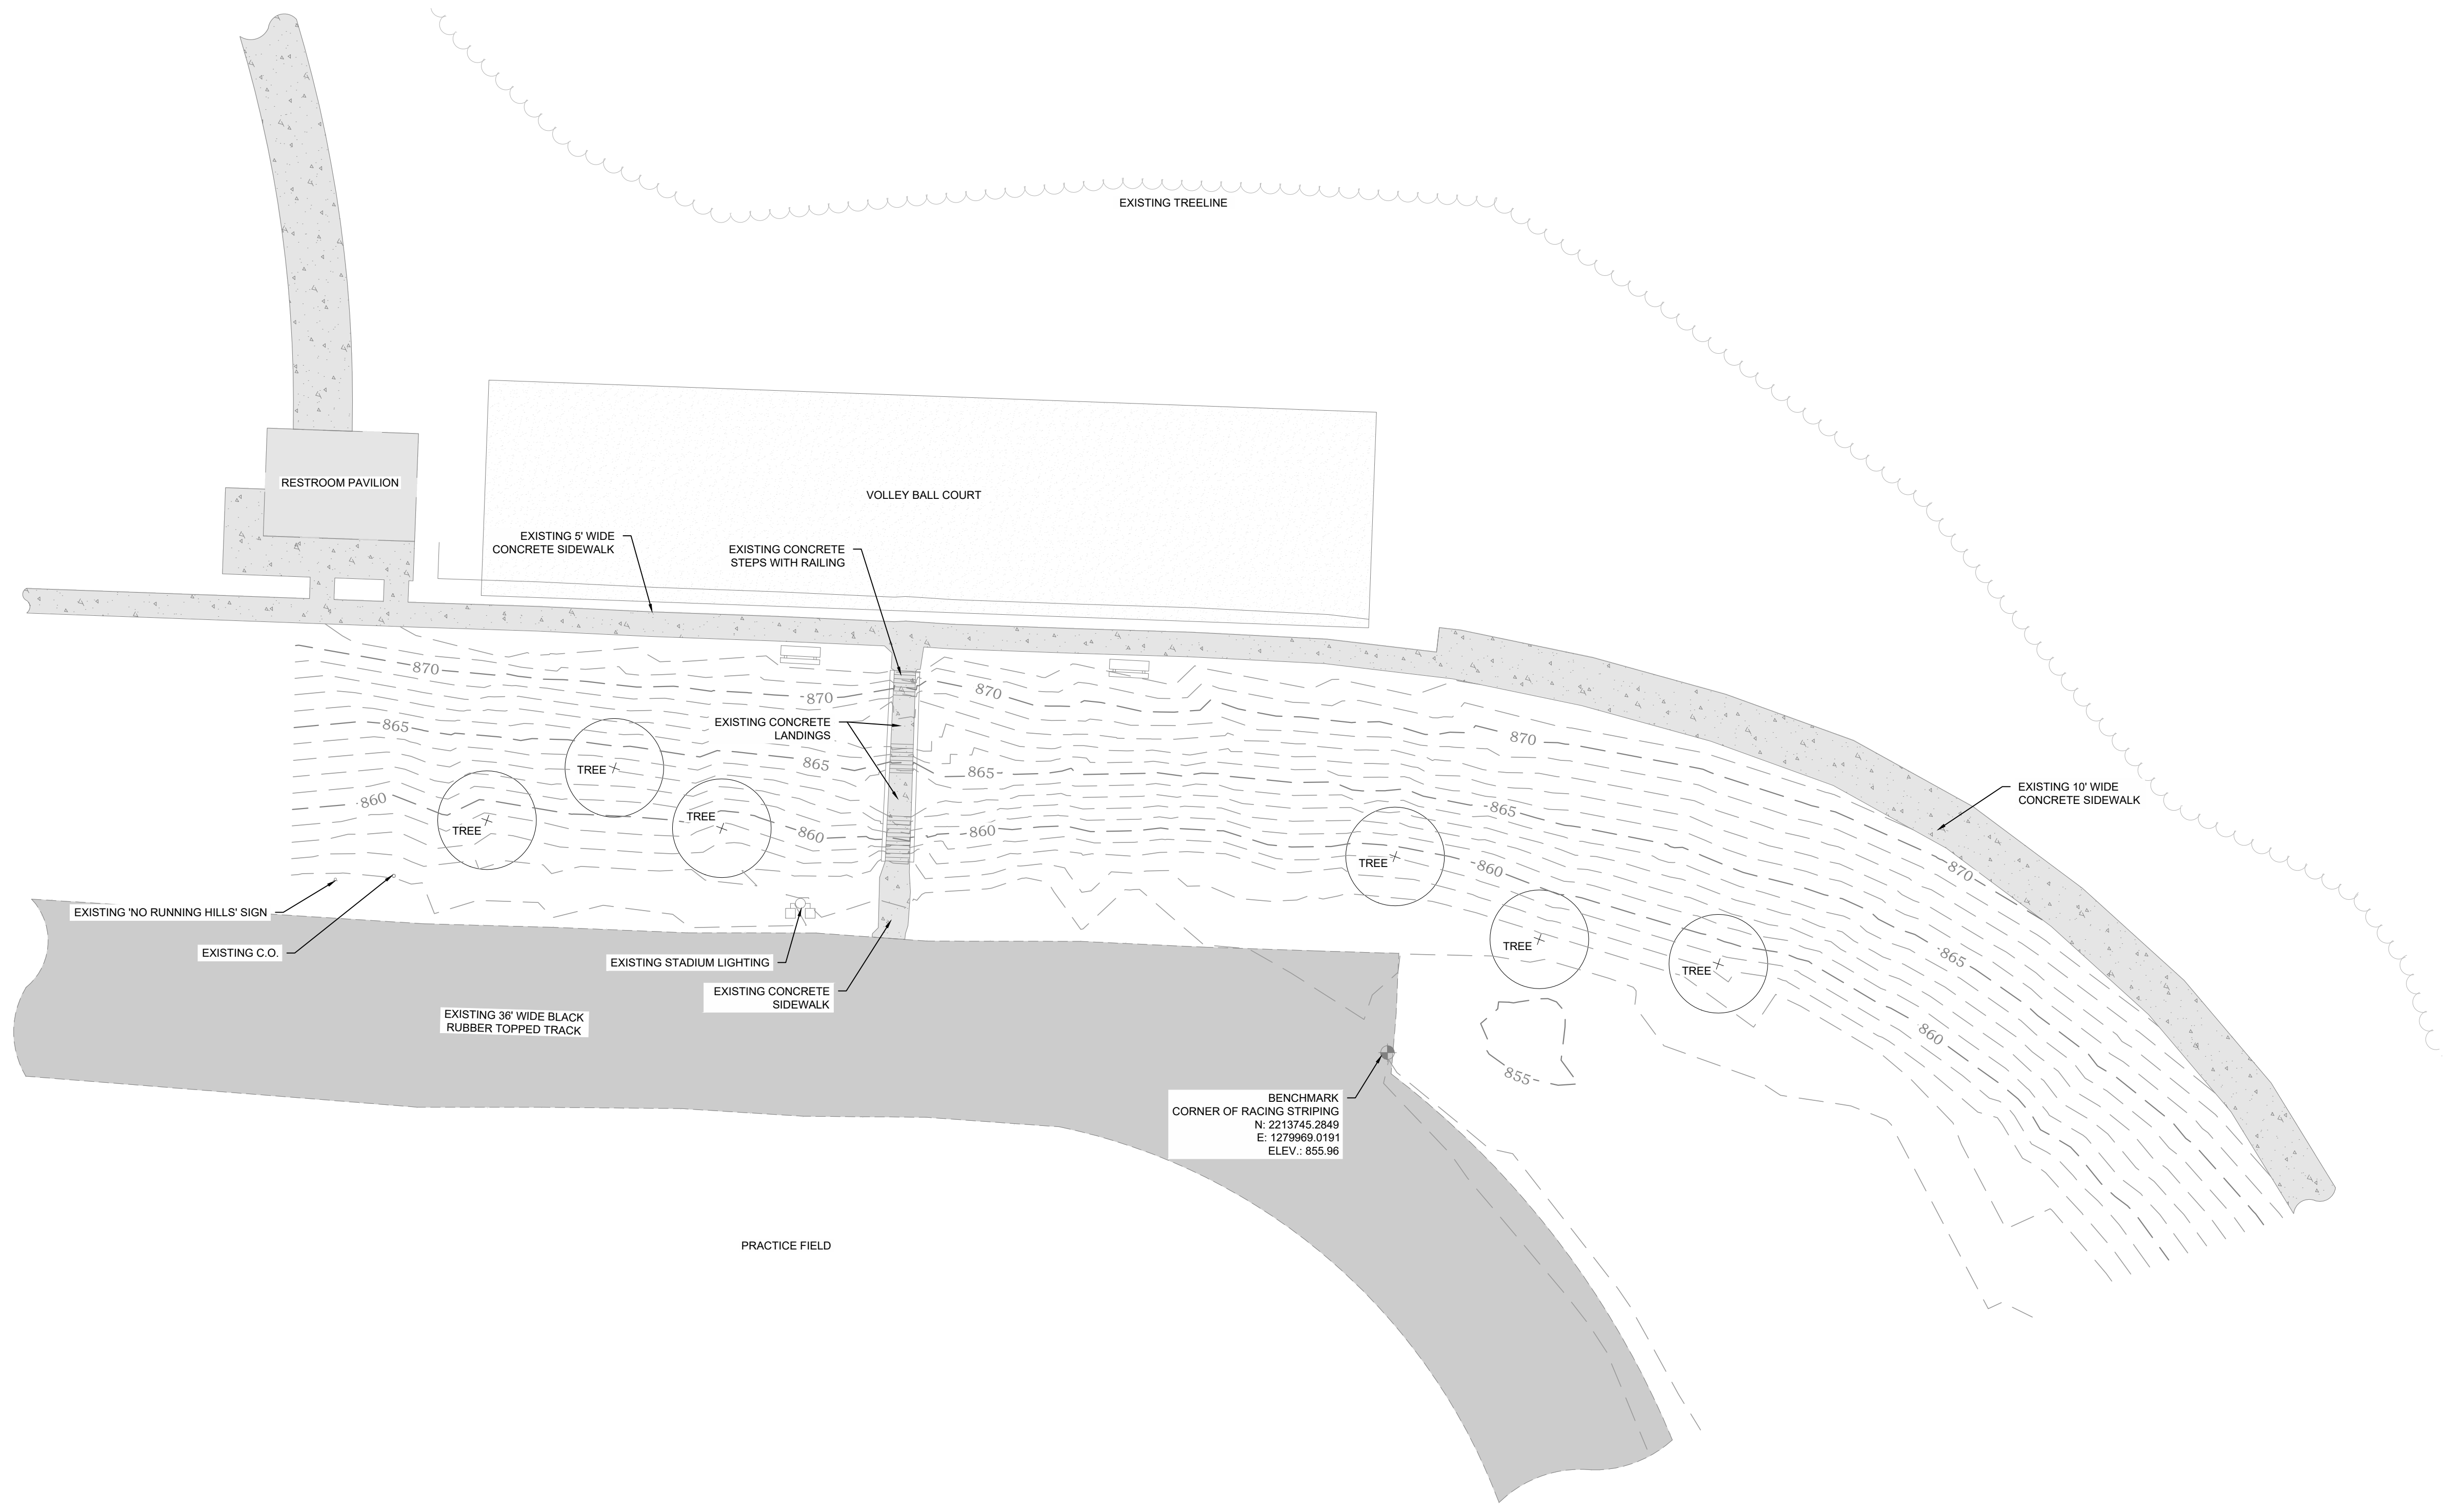 EXISTING TREELINE
RESTROOM PAVILION
VOLLEY BALL COURT
EXISTING 5' WIDE
CONCRETE SIDEWALK
EXISTING CONCRETE
STEPS WITH RAILING
870
870
870
EXISTING CONCRETE
LANDINGS
865
870
865
865
TREE
EXISTING 10' WIDE
CONCRETE SIDEWALK
860
865
TREE
TREE
860
860
TREE
860
870
EXISTING 'NO RUNNING HILLS' SIGN
TREE
EXISTING C.O.
EXISTING STADIUM LIGHTING
865
TREE
EXISTING CONCRETE
SIDEWALK
EXISTING 36' WIDE BLACK
RUBBER TOPPED TRACK
860
855
BENCHMARK
CORNER OF RACING STRIPING
N: 2213745.2849
E: 1279969.0191
ELEV.: 855.96
PRACTICE FIELD